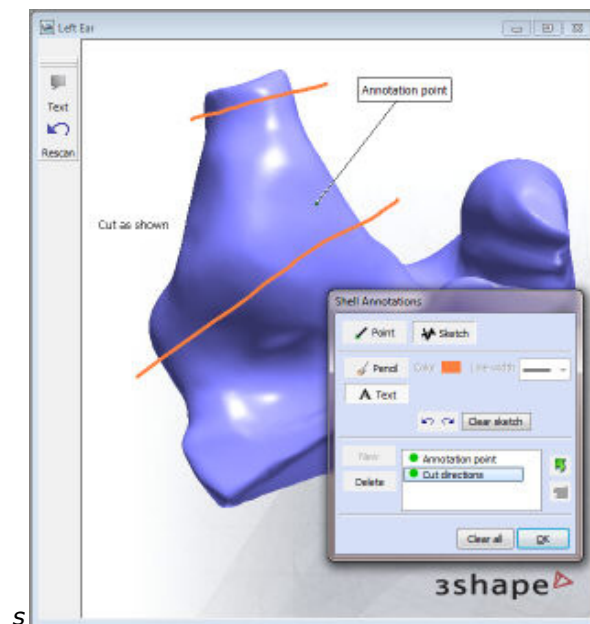 Left Ear
Text
Rescan
Annotation point
Cut as shown
Shell Annotations
Point
Sketch
Pencil
Color
Line width
A Text
Clear sketch
New
Annotation point
Cut directions
Delete
Clear all
OK
3shape
s